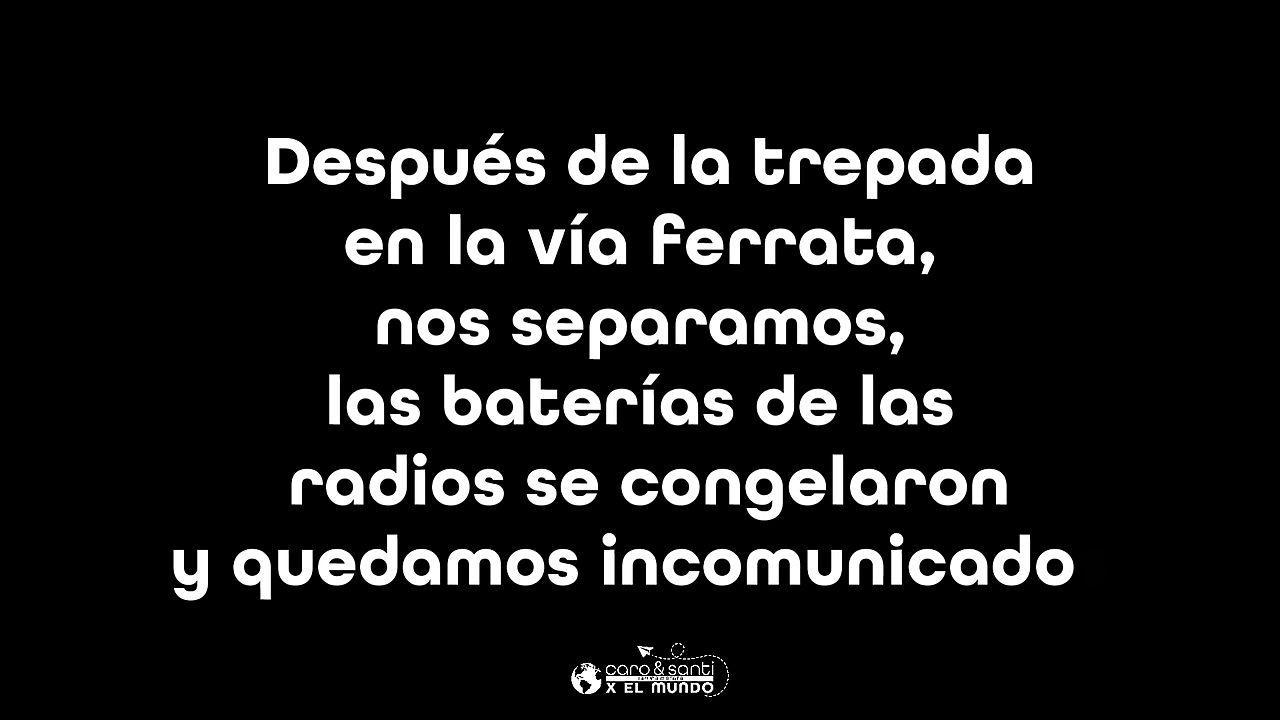 Después de la trepada
en la vía ferrata,
nos separamos,
las baterías de las
radios se congelaron
y quedamos incomunicado
caro & santi
X EL MUNDO